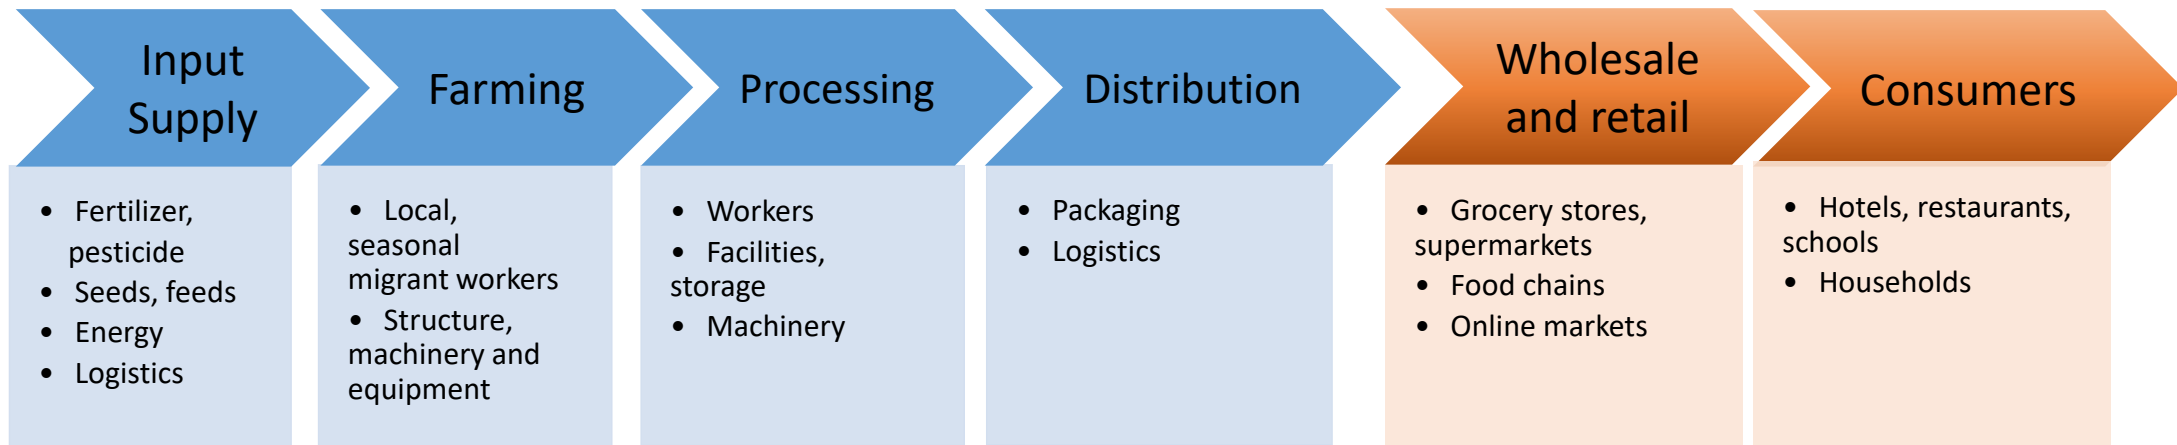 Input
Supply
• Fertilizer,
pesticide
• Seeds, feeds
• Energy
• Logistics
Farming
• Local,
seasonal
migrant workers
• Structure,
machinery and
equipment
Processing
• Workers
• Facilities,
storage
• Machinery
Distribution
• Packaging
• Logistics
Wholesale
and retail
• Grocery stores,
supermarkets
• Food chains
• Online markets
Consumers
• Hotels, restaurants,
schools
• Households